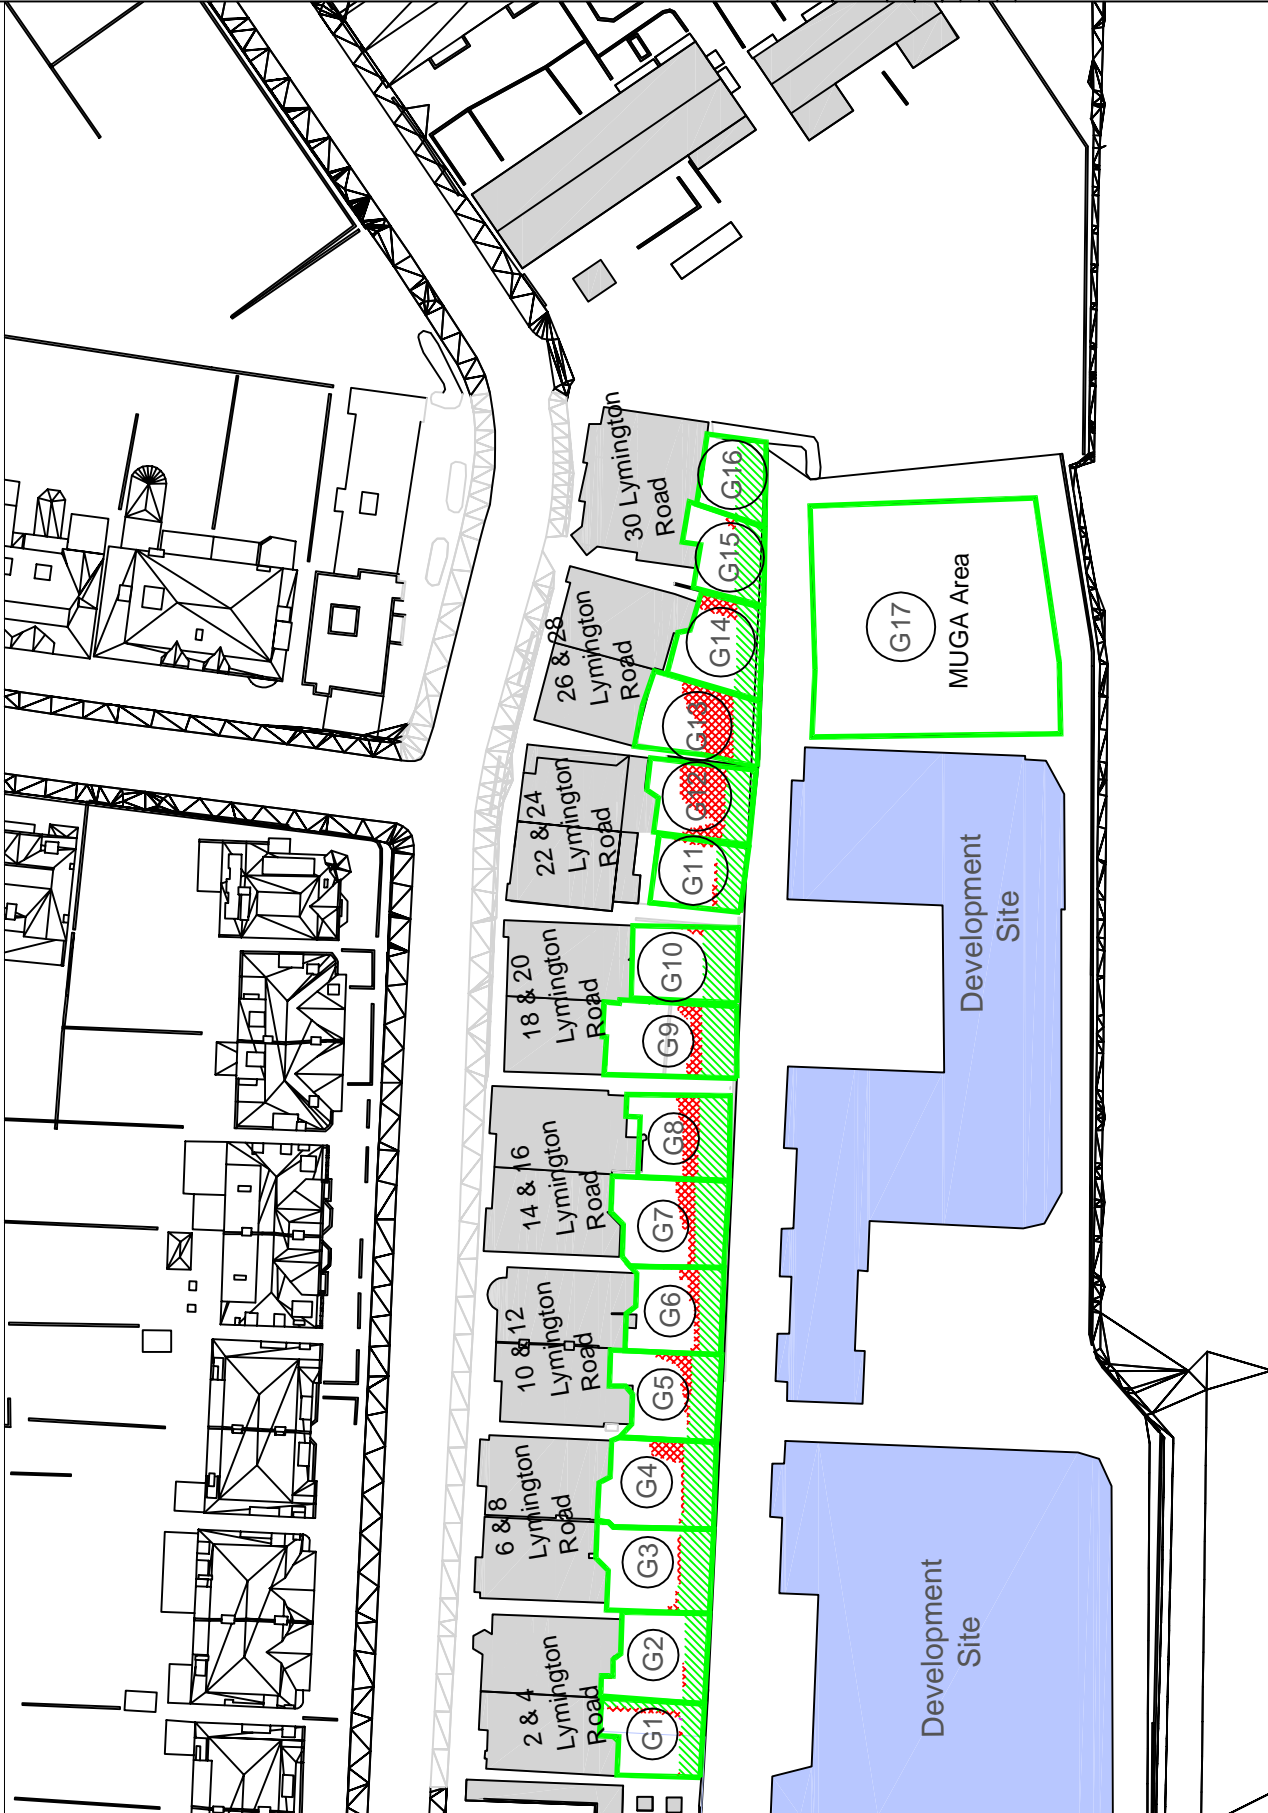 30 Lymington
Road
G16
G15
26 & 28
Lymington
Road
G14
G13
G17
MUGA Area
22 & 24
Lymington
Road
G12
G11
18 & 20
Lymington
Road
G10
G9
Development
Site
14 & 16
Lymington
Road
G8
G7
10 & 12
Lymington
Road
G6
G5
6 & 8
Lymington
Road
G4
G3
2 & 4
Lymington
Road
G2
G1
Development
Site